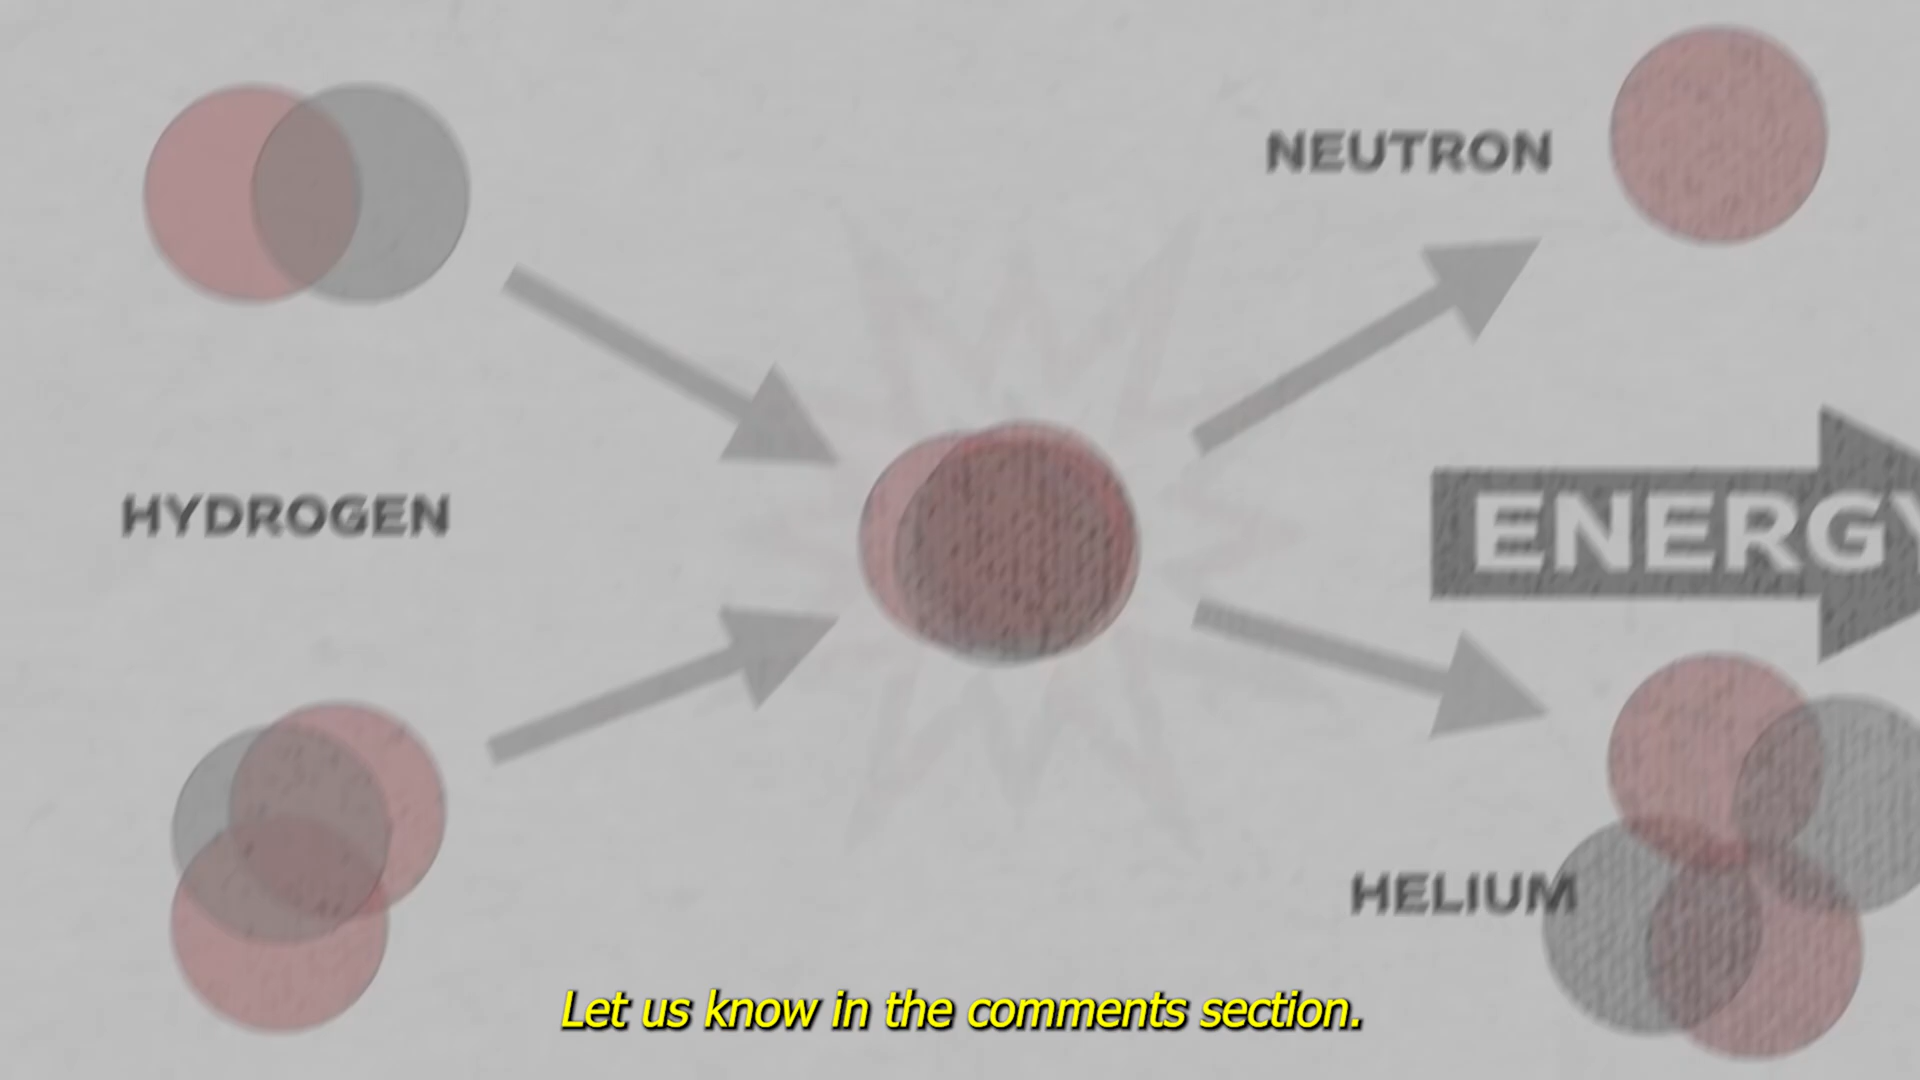 NEUTRON
HYDROGEN
ENERGY
HELIUM
Let us know in the comments section.